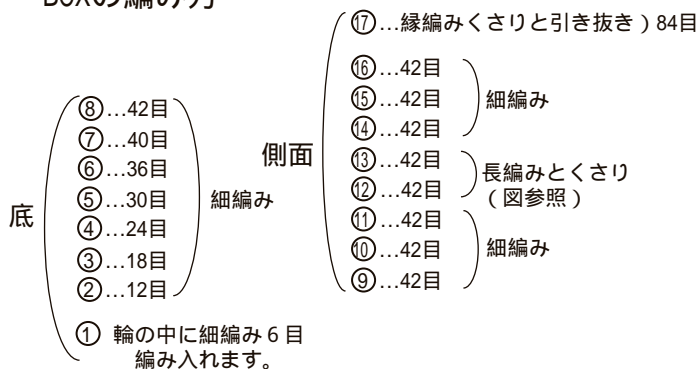 BOXの編み方
底
⑧…42目
⑦…40目
⑥…36目
⑤…30目
④…24目
③…18目
②…12目
細編み
① 輪の中に細編み6目
編み入れます。
側面
⑰…縁編みくさりと引き抜き）84目
⑯…42目
⑮…42目
⑭…42目
細編み
⑬…42目
⑫…42目
長編みとくさり
（図参照）
⑪…42目
⑩…42目
⑨…42目
細編み